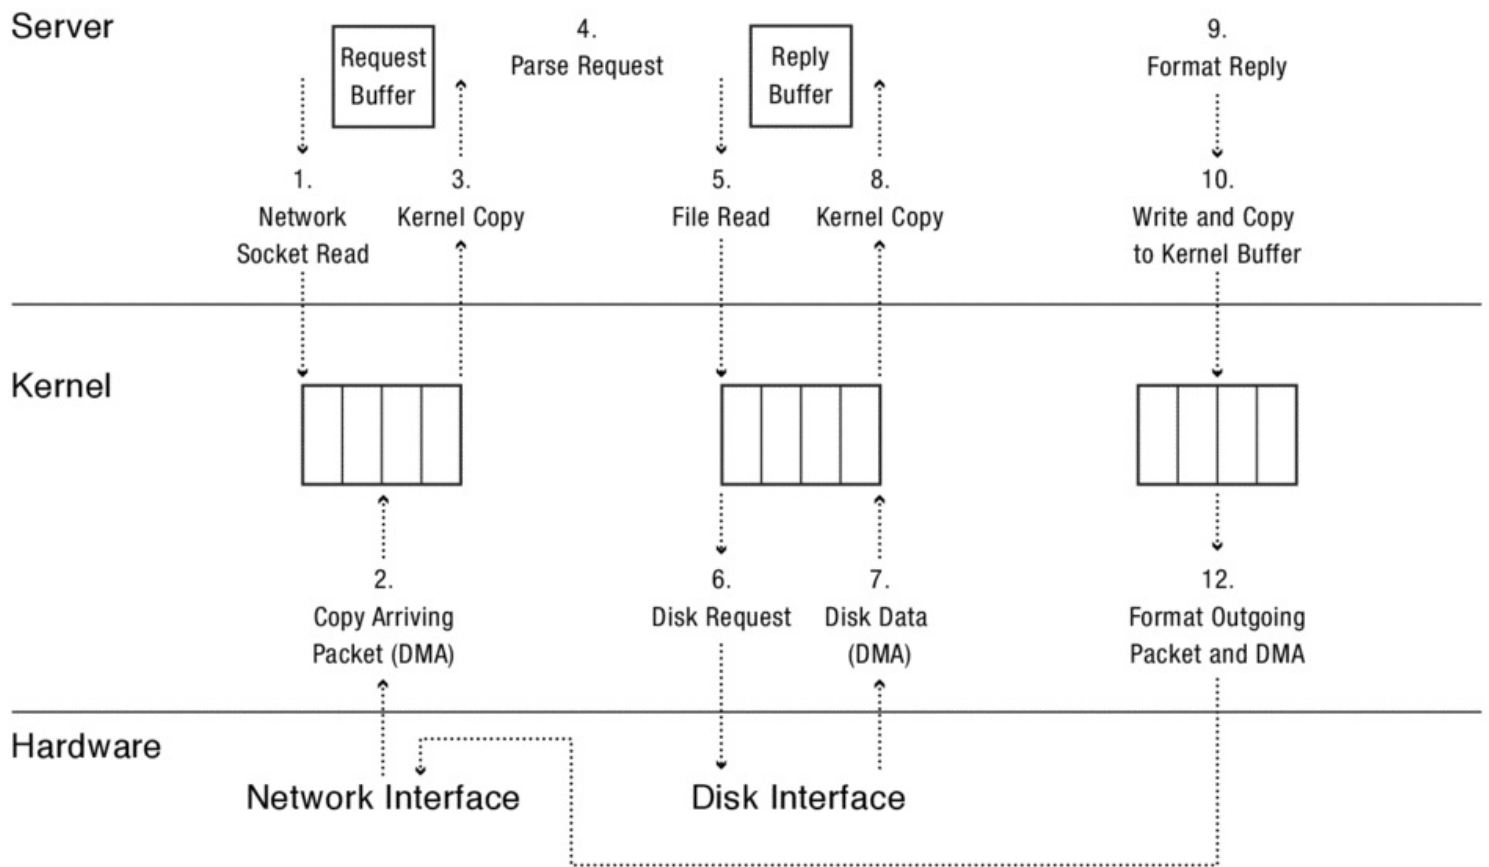 Server
Request
Buffer
4.
Parse Request
Reply
Buffer
9.
Format Reply
1.
Network
Socket Read
3.
Kernel Copy
5.
File Read
8.
Kernel Copy
10.
Write and Copy
to Kernel Buffer
Kernel
2.
Copy Arriving
Packet (DMA)
6.
Disk Request
7.
Disk Data
(DMA)
12.
Format Outgoing
Packet and DMA
Hardware
Network Interface
Disk Interface